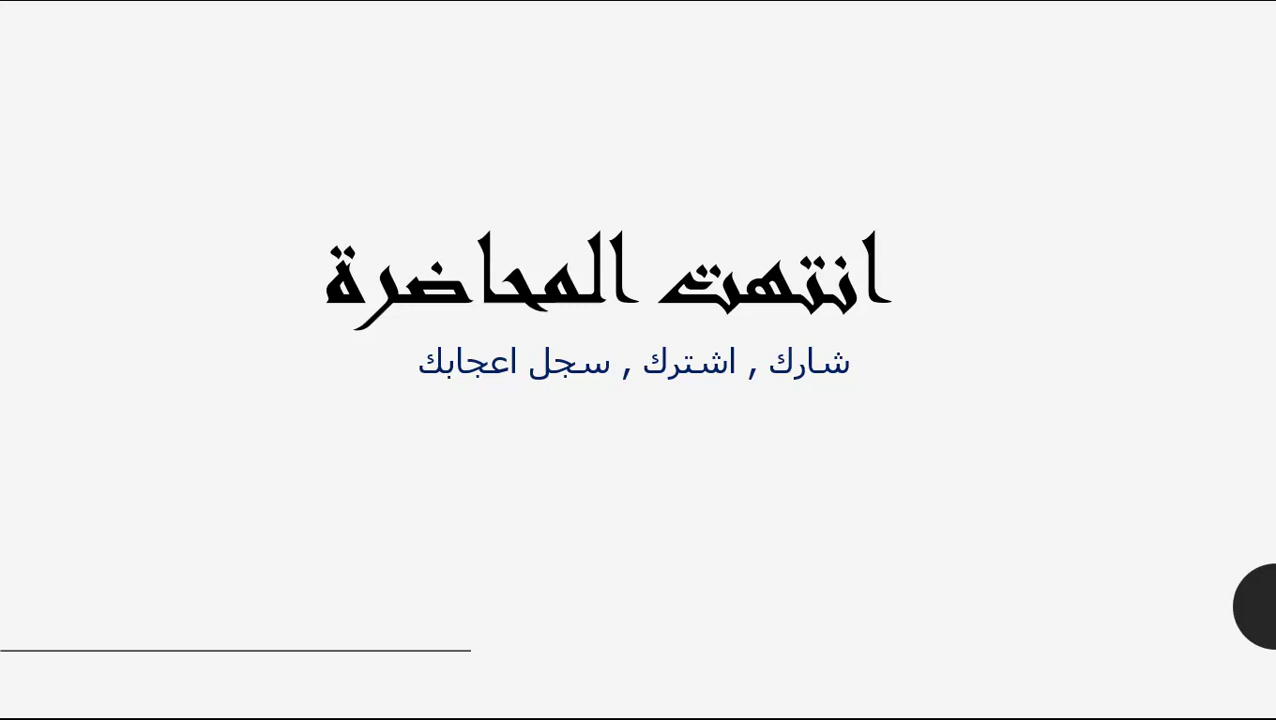 انتهت المحاضرة
شارك , اشترك , سجل اعجابك